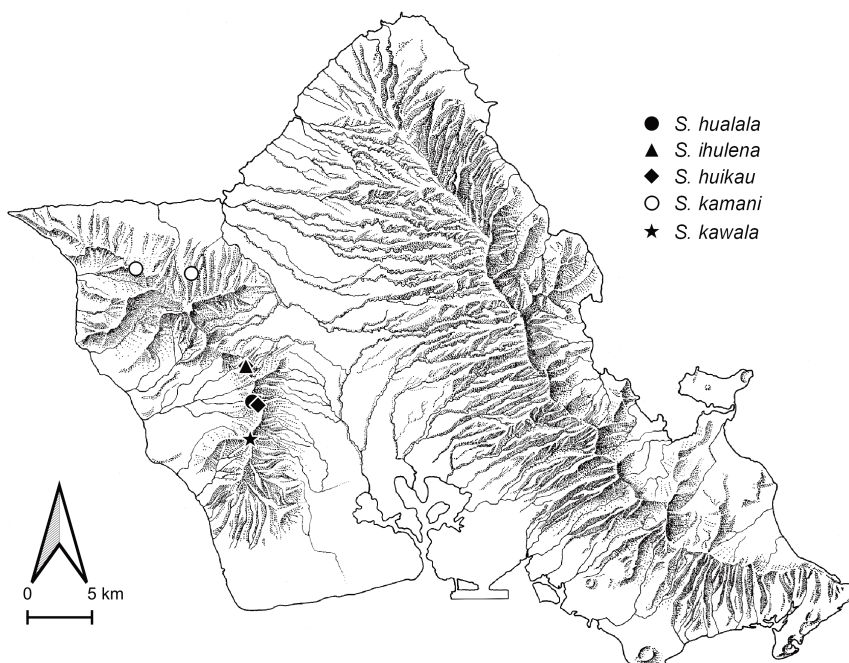 S. hualala
S. ihulena
S. huikau
S. kamani
S. kawala
0 5 km